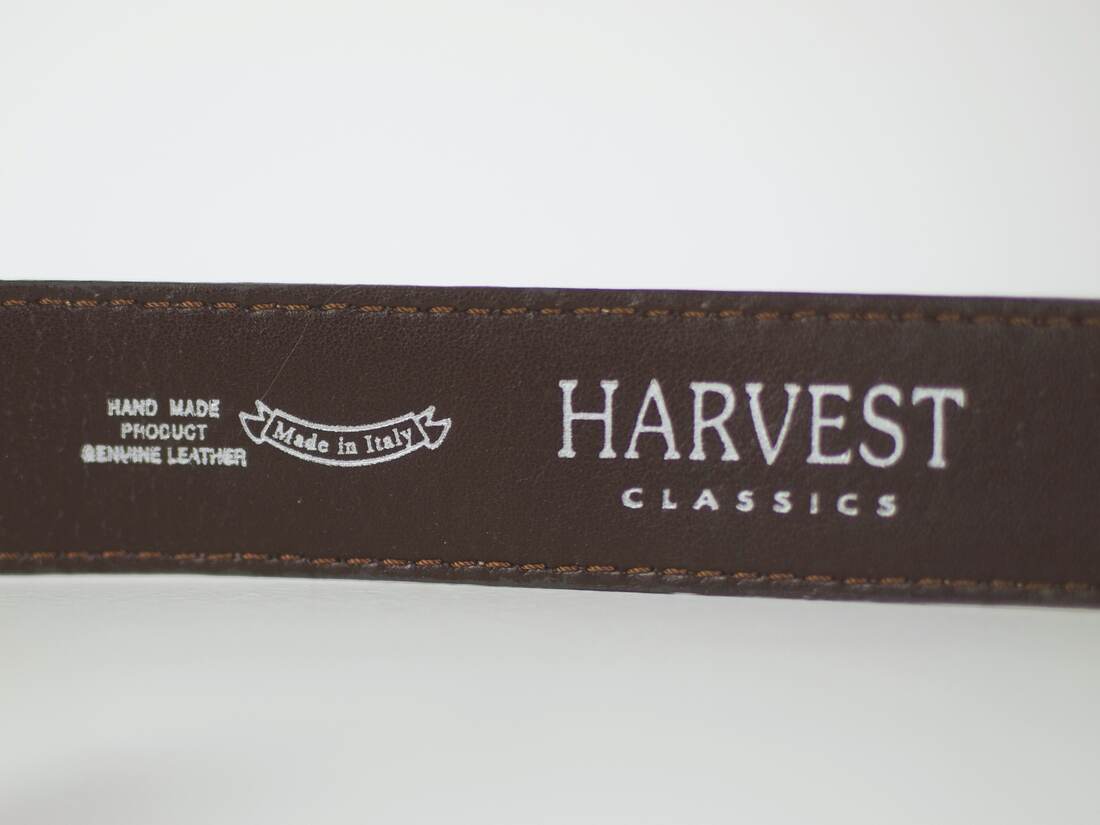 HAND MADE
PRODUCT
GENUINE LEATHER
Made in Italy
HARVEST
CLASSICS